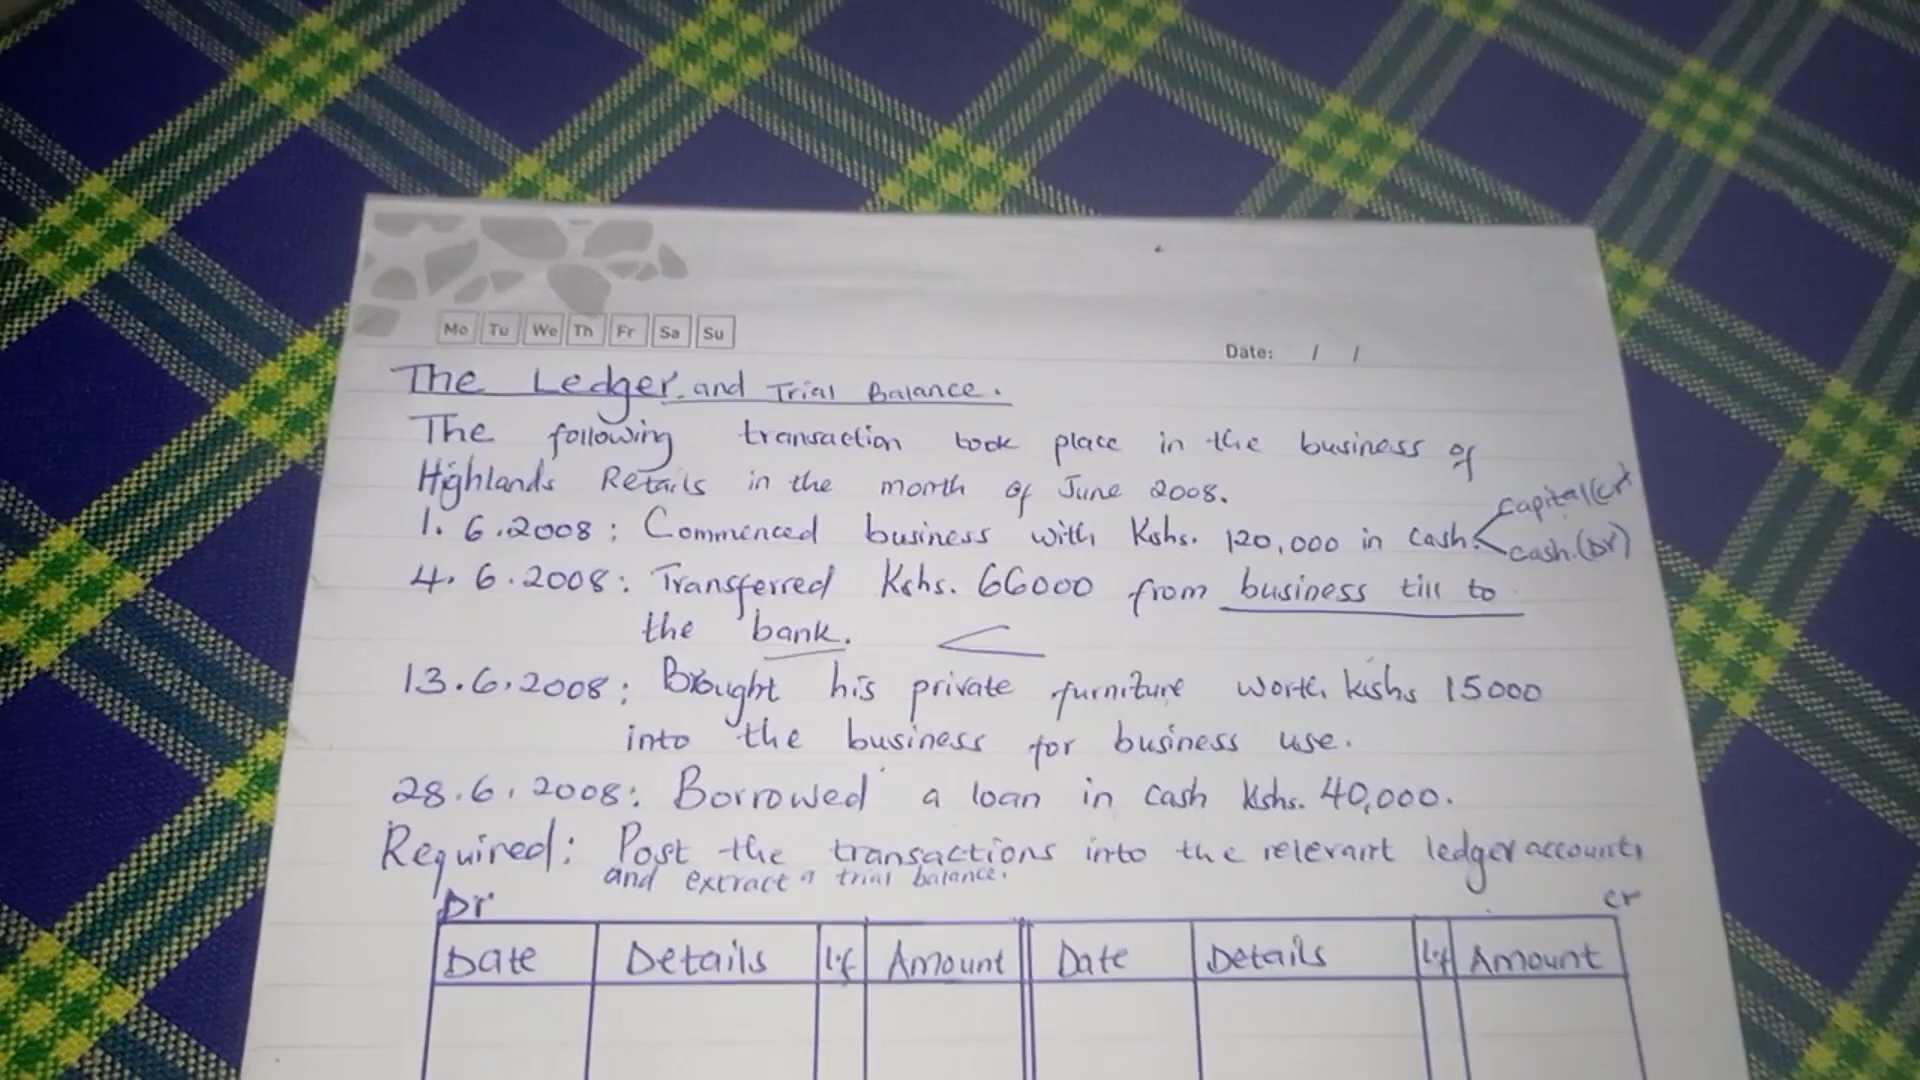 Mo Tu We Th Fr Sa Su
Date: / /
The Ledger and Trial Balance.
The following transaction took place in the business of
Highlands Retails in the month of June 2008.
1. 6.2008: Commenced business with Kshs. 120,000 in cash.
capital(cr)
cash.(Dr)
4. 6.2008: Transferred Kshs. 66000 from business till to
the bank.
13.6.2008: Brought his private furniture worth kshs 15000
into the business for business use.
28.6.2008: Borrowed a loan in cash kshs. 40,000.
Required: Post the transactions into the relevant ledger accounts
and extract a trial balance.
Dr cr
Date Details l.f Amount Date Details l.f Amount